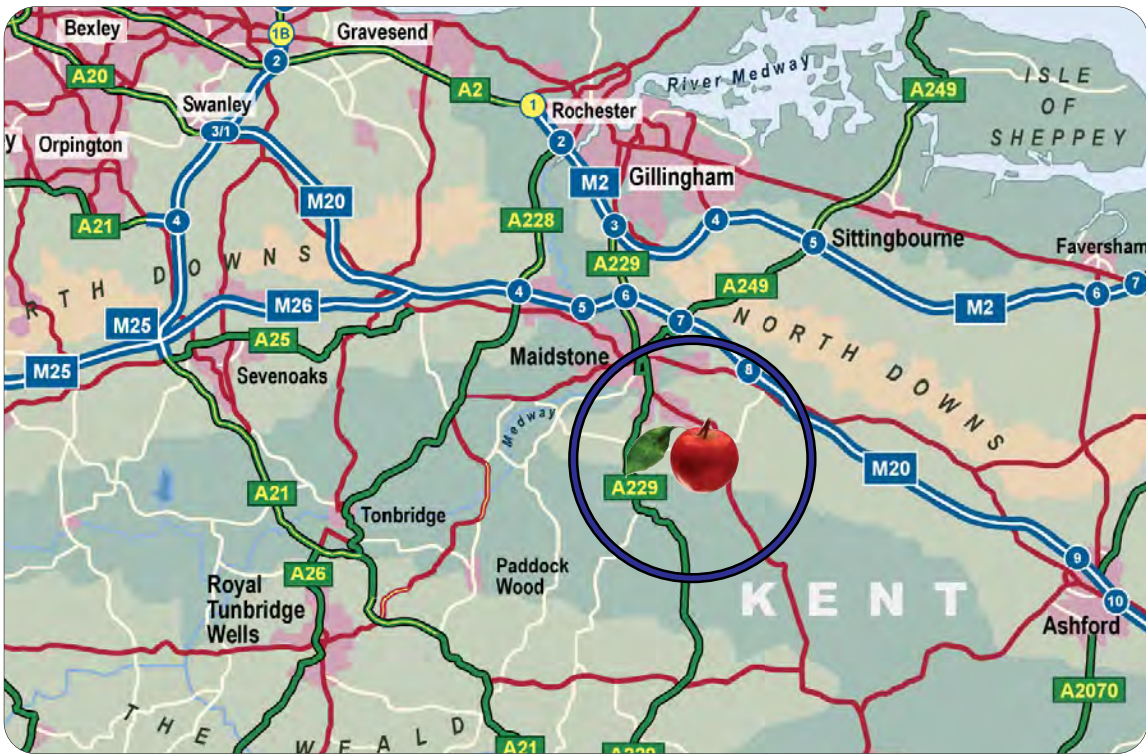 Bexley
1B
Gravesend
2
A20
A2
River Medway
A249
ISLE
OF
SHEPPEY
Swanley
1
Rochester
3/1
2
y
Orpington
M20
M2
Gillingham
A21
4
A228
3
4
5
Sittingbourne
Faversham
RTH DOWNS
A229
A249
M26
4
5
6
M2
6
7
M25
A25
7
NORTH DOWNS
M25
Sevenoaks
Maidstone
8
Medway
M20
A21
A229
Tonbridge
9
A26
Paddock
Wood
Royal
Tunbridge
Wells
KENT
10
Ashford
A2070
THE WEALD
A21
A229